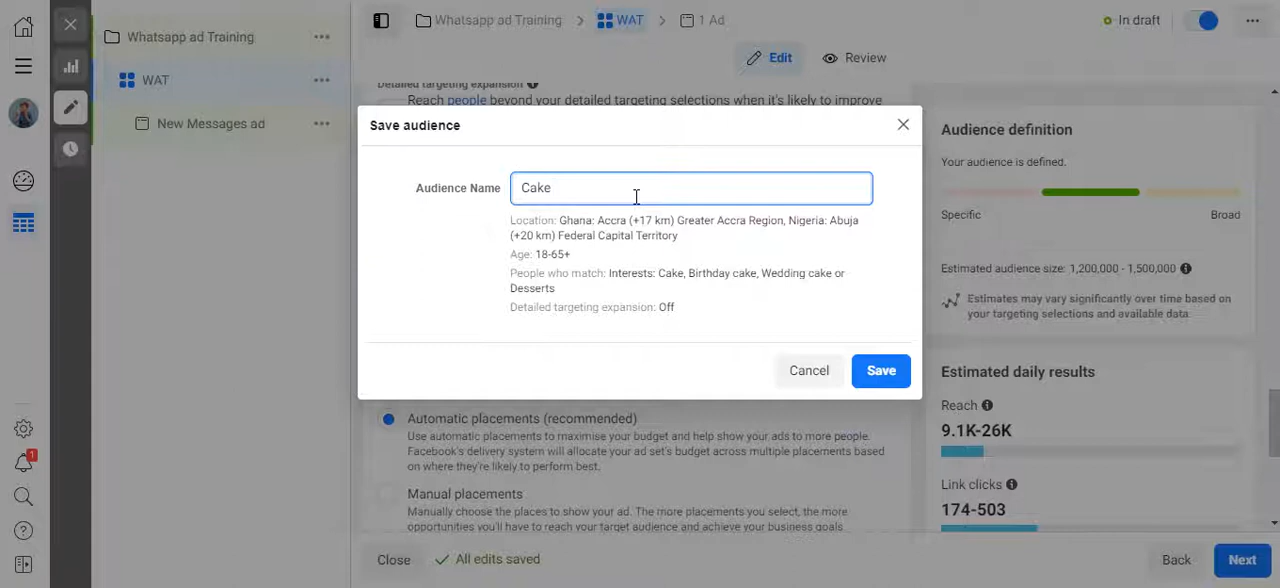 Whatsapp ad Training
WAT
1 Ad
In draft
Whatsapp ad Training
WAT
New Messages ad
Edit
Review
Detailed targeting expansion
Reach people beyond your detailed targeting selections when it's likely to improve
Save audience
Audience Name
Cake
Location: Ghana: Accra (+17 km) Greater Accra Region, Nigeria: Abuja
(+20 km) Federal Capital Territory
Age: 18-65+
People who match: Interests: Cake, Birthday cake, Wedding cake or
Desserts
Detailed targeting expansion: Off
Cancel
Save
Automatic placements (recommended)
Use automatic placements to maximise your budget and help show your ads to more people.
Facebook's delivery system will allocate your ad set's budget across multiple placements based
on where they're likely to perform best.
Manual placements
Manually choose the places to show your ad. The more placements you select, the more
opportunities you'll have to reach your target audience and achieve your business goals
Audience definition
Your audience is defined.
Specific
Broad
Estimated audience size: 1,200,000 - 1,500,000
Estimates may vary significantly over time based on
your targeting selections and available data.
Estimated daily results
Reach
9.1K-26K
Link clicks
174-503
1
Close
All edits saved
Back
Next